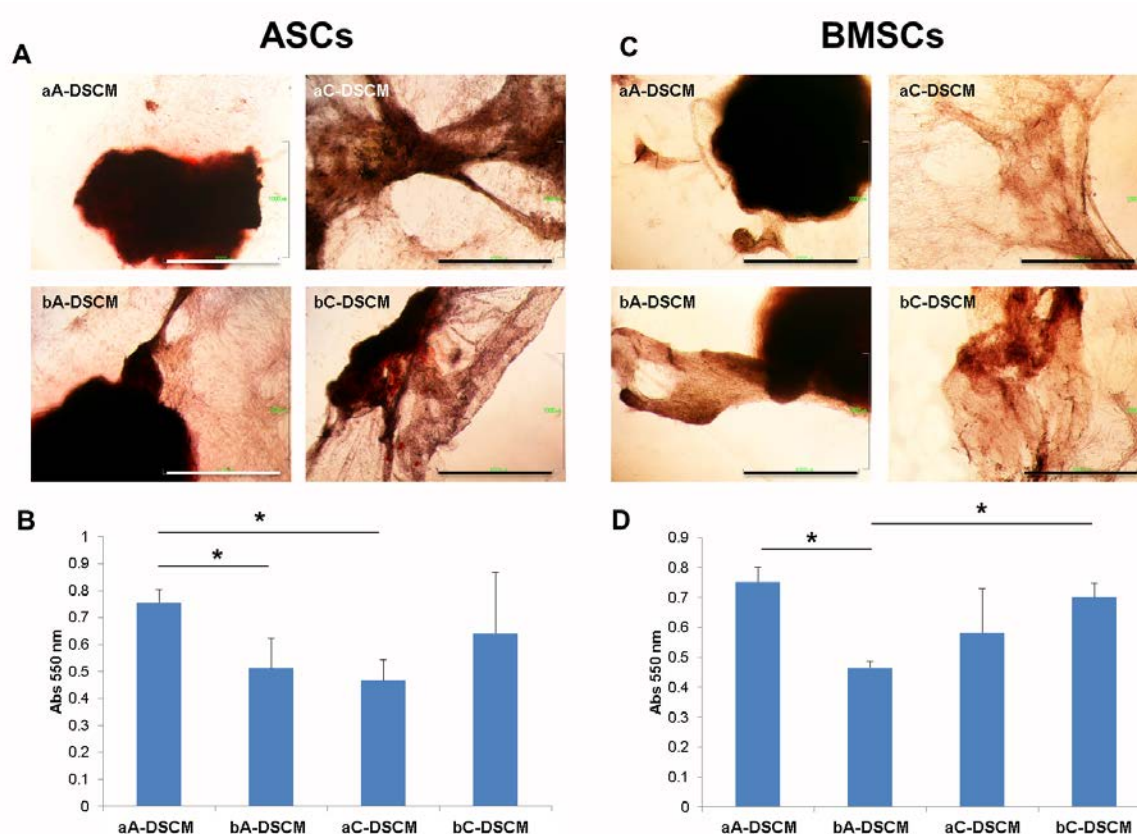 ASCs
BMSCs
A
C
aA-DSCM
aC-DSCM
aA-DSCM
aC-DSCM
bA-DSCM
bC-DSCM
bA-DSCM
bC-DSCM
B
*
*
1
0.9
0.8
0.7
0.6
0.5
0.4
0.3
0.2
0.1
0
Abs 550 nm
aA-DSCM
bA-DSCM
aC-DSCM
bC-DSCM
D
*
*
0.9
0.8
0.7
0.6
0.5
0.4
0.3
0.2
0.1
0
Abs 550 nm
aA-DSCM
bA-DSCM
aC-DSCM
bC-DSCM